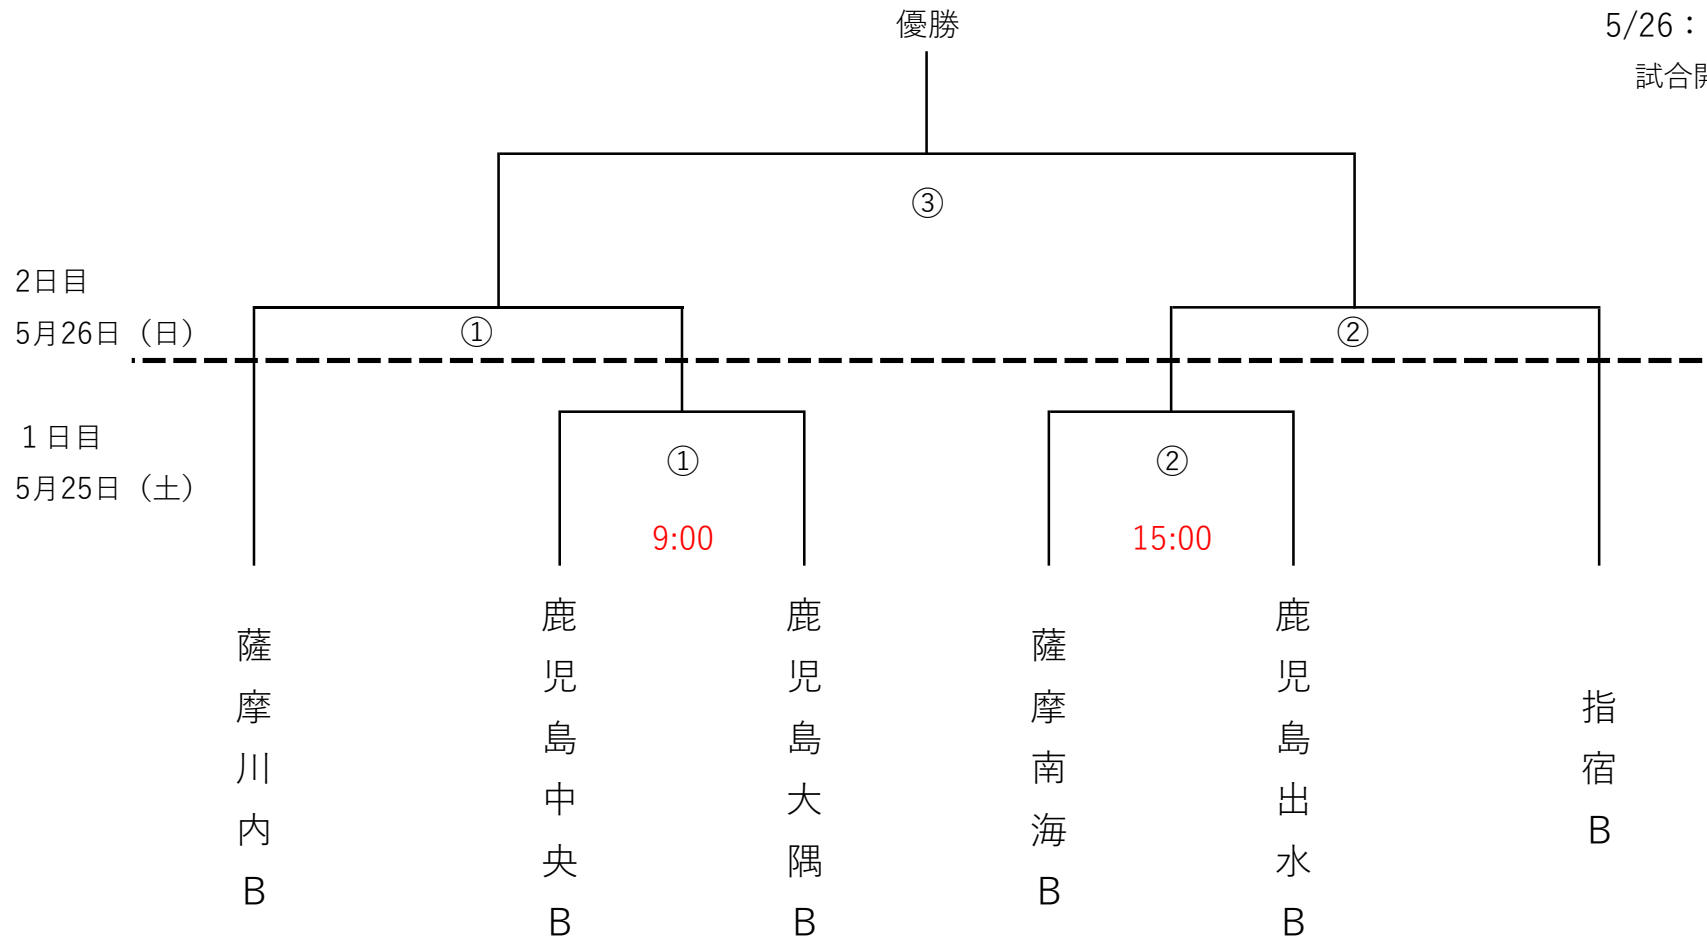 優勝
5/26：
試合開
③
2日目
5月26日（日）
①
②
１日目
5月25日（土）
①
②
9:00
15:00
薩摩川内B
鹿児島中央B
鹿児島大隅B
薩摩南海B
鹿児島出水B
指宿B